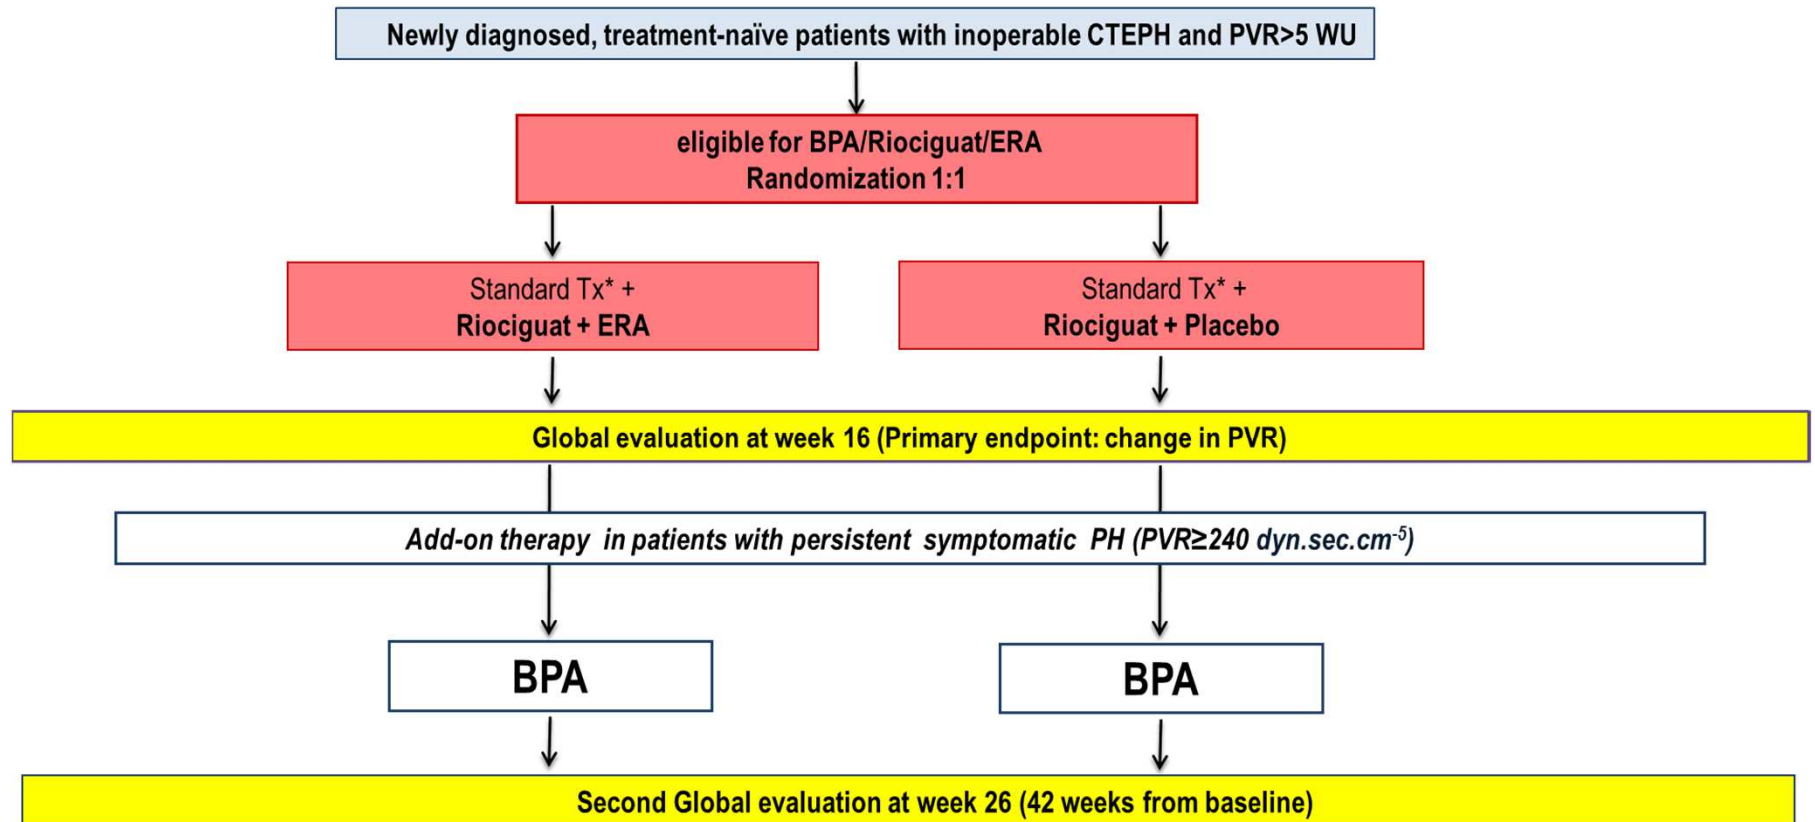 Newly diagnosed, treatment-naïve patients with inoperable CTEPH and PVR>5 WU
eligible for BPA/Riociguat/ERA
Randomization 1:1
Standard Tx* +
Riociguat + ERA
Standard Tx* +
Riociguat + Placebo
Global evaluation at week 16 (Primary endpoint: change in PVR)
Add-on therapy in patients with persistent symptomatic PH (PVR≥240 dyn.sec.cm⁻⁵)
BPA
BPA
Second Global evaluation at week 26 (42 weeks from baseline)